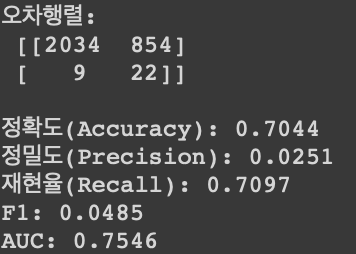 오차행렬:
[[2034 854]
[ 9 22]]
정확도(Accuracy): 0.7044
정밀도(Precision): 0.0251
재현율(Recall): 0.7097
F1: 0.0485
AUC: 0.7546